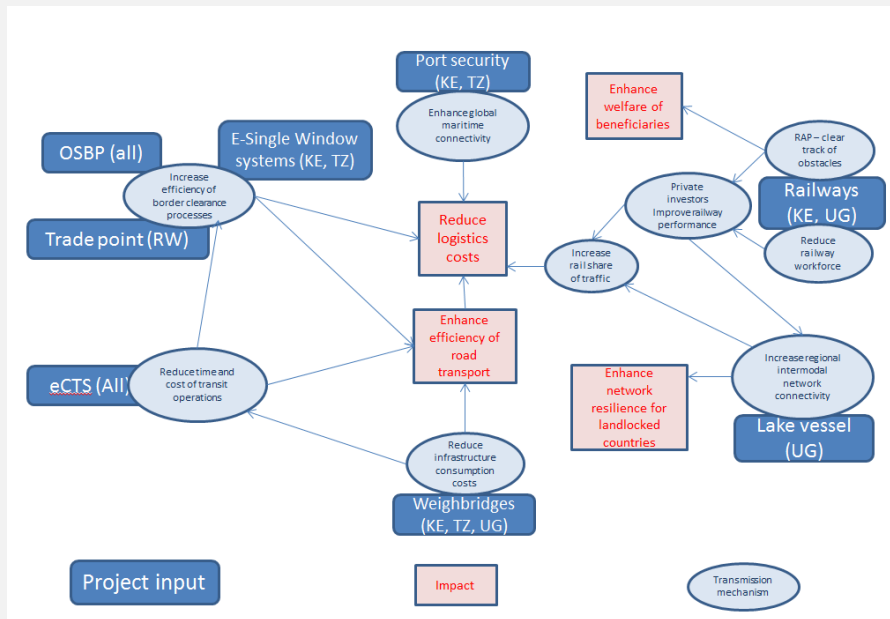 Port security
(KE, TZ)
Enhance global
maritime
connectivity
Enhance
welfare of
beneficiaries
OSBP (all)
E-Single Window
systems (KE, TZ)
Increase
efficiency of
border clearance
processes
Trade point (RW)
RAP – clear
track of
obstacles
Railways
(KE, UG)
Reduce
railway
workforce
Private
investors
Improverailway
performance
Reduce
logistics
costs
Increase
rail share
of traffic
Enhance
efficiency of
road
transport
eCTS (All)
Reduce time and
cost of transit
operations
Enhance
network
resilience for
landlocked
countries
Increase regional
intermodal
network
connectivity
Lake vessel
(UG)
Reduce
infrastructure
consumption
costs
Weighbridges
(KE, TZ, UG)
Project input
Impact
Transmission
mechanism